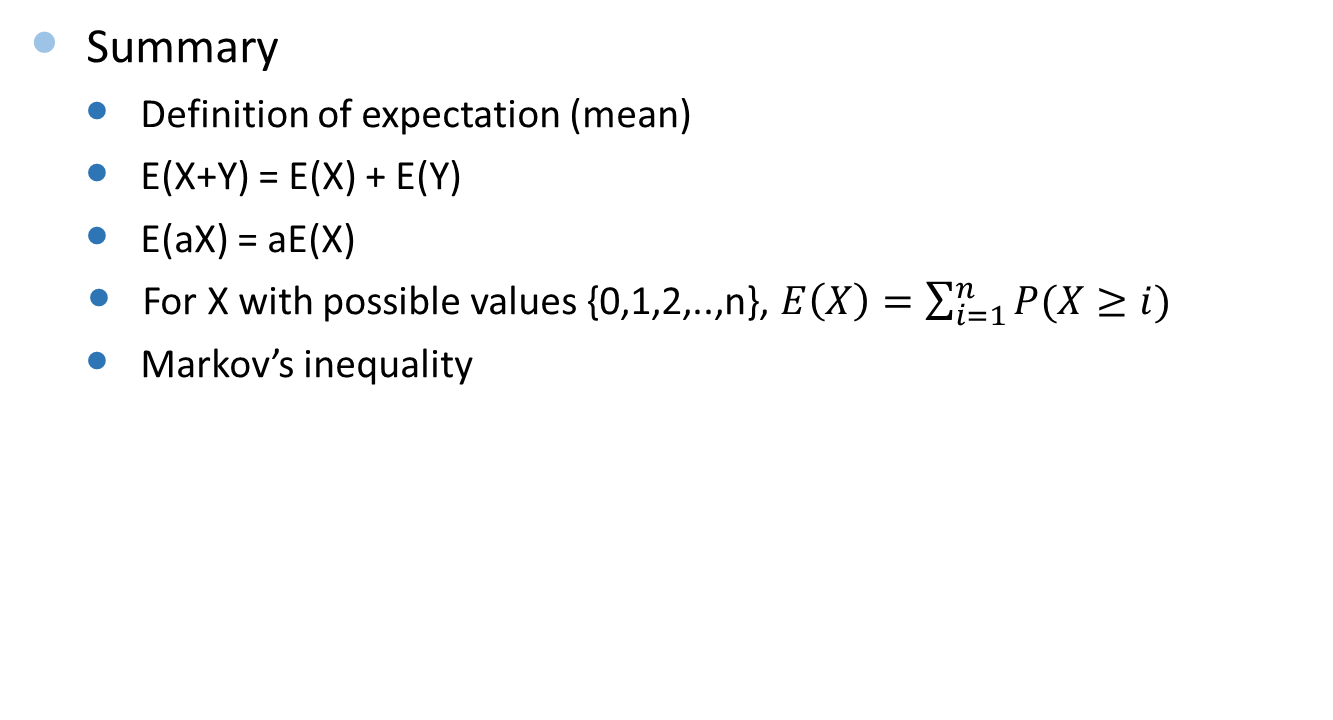 Summary
Definition of expectation (mean)
E(X+Y) = E(X) + E(Y)
E(aX) = aE(X)
For X with possible values {0,1,2,..,n}, E(X) = ∑ⁿᵢ₌₁ P(X ≥ i)
Markov’s inequality